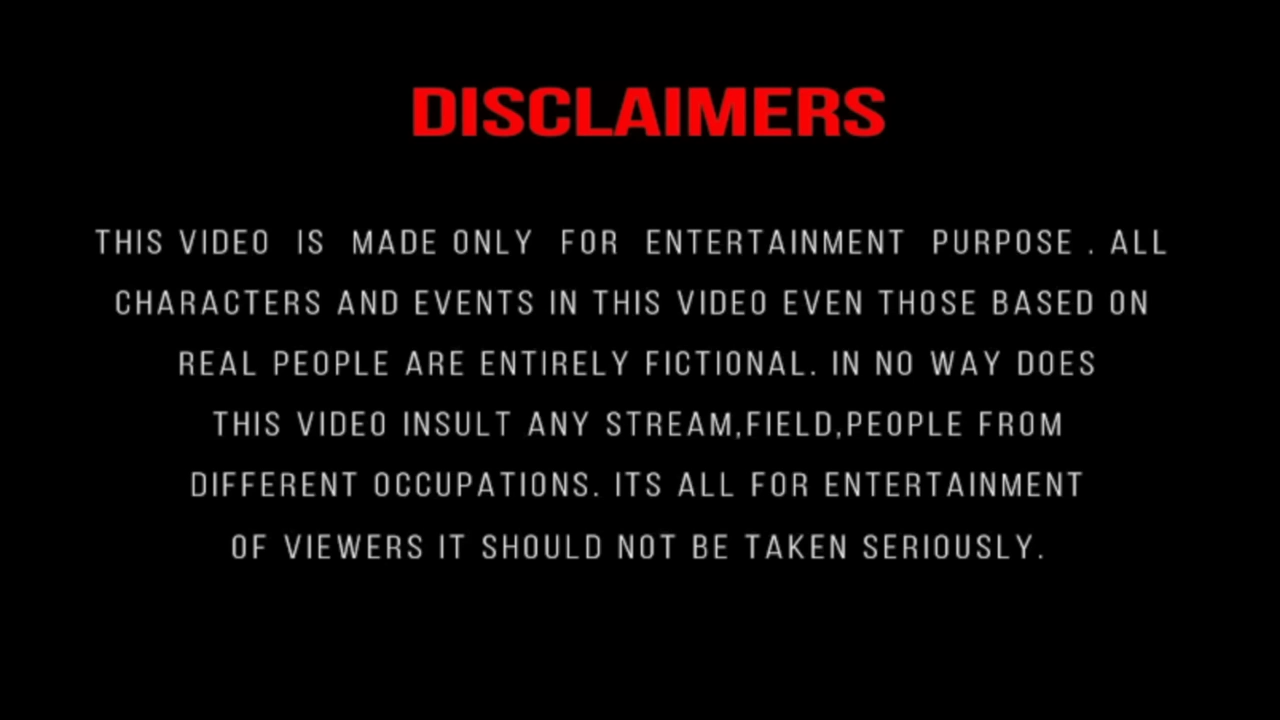 DISCLAIMERS
THIS VIDEO IS MADE ONLY FOR ENTERTAINMENT PURPOSE . ALL
CHARACTERS AND EVENTS IN THIS VIDEO EVEN THOSE BASED ON
REAL PEOPLE ARE ENTIRELY FICTIONAL. IN NO WAY DOES
THIS VIDEO INSULT ANY STREAM,FIELD,PEOPLE FROM
DIFFERENT OCCUPATIONS. ITS ALL FOR ENTERTAINMENT
OF VIEWERS IT SHOULD NOT BE TAKEN SERIOUSLY.